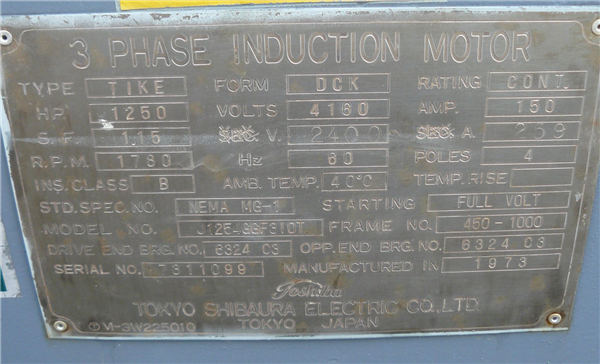 3 PHASE INDUCTION MOTOR
TYPE TIKE FORM DCK RATING CONT.
HP. 1250 VOLTS 4160 AMP. 150
S.F. 1.15 V. 2400 A. 259
R.P.M. 1780 Hz 60 POLES 4
INS. CLASS B AMB. TEMP. 40°C TEMP. RISE
STD. SPEC. NO. NEMA MG-1 STARTING FULL VOLT
MODEL NO. FRAME NO. 450-1000
DRIVE END BRG. NO. 6324 C3 OPP. END BRG NO. 6324 C3
SERIAL NO. 7311099 MANUFACTURED IN 1973
Toshiba
TOKYO SHIBAURA ELECTRIC CO., LTD.
VI-3W225010 TOKYO JAPAN